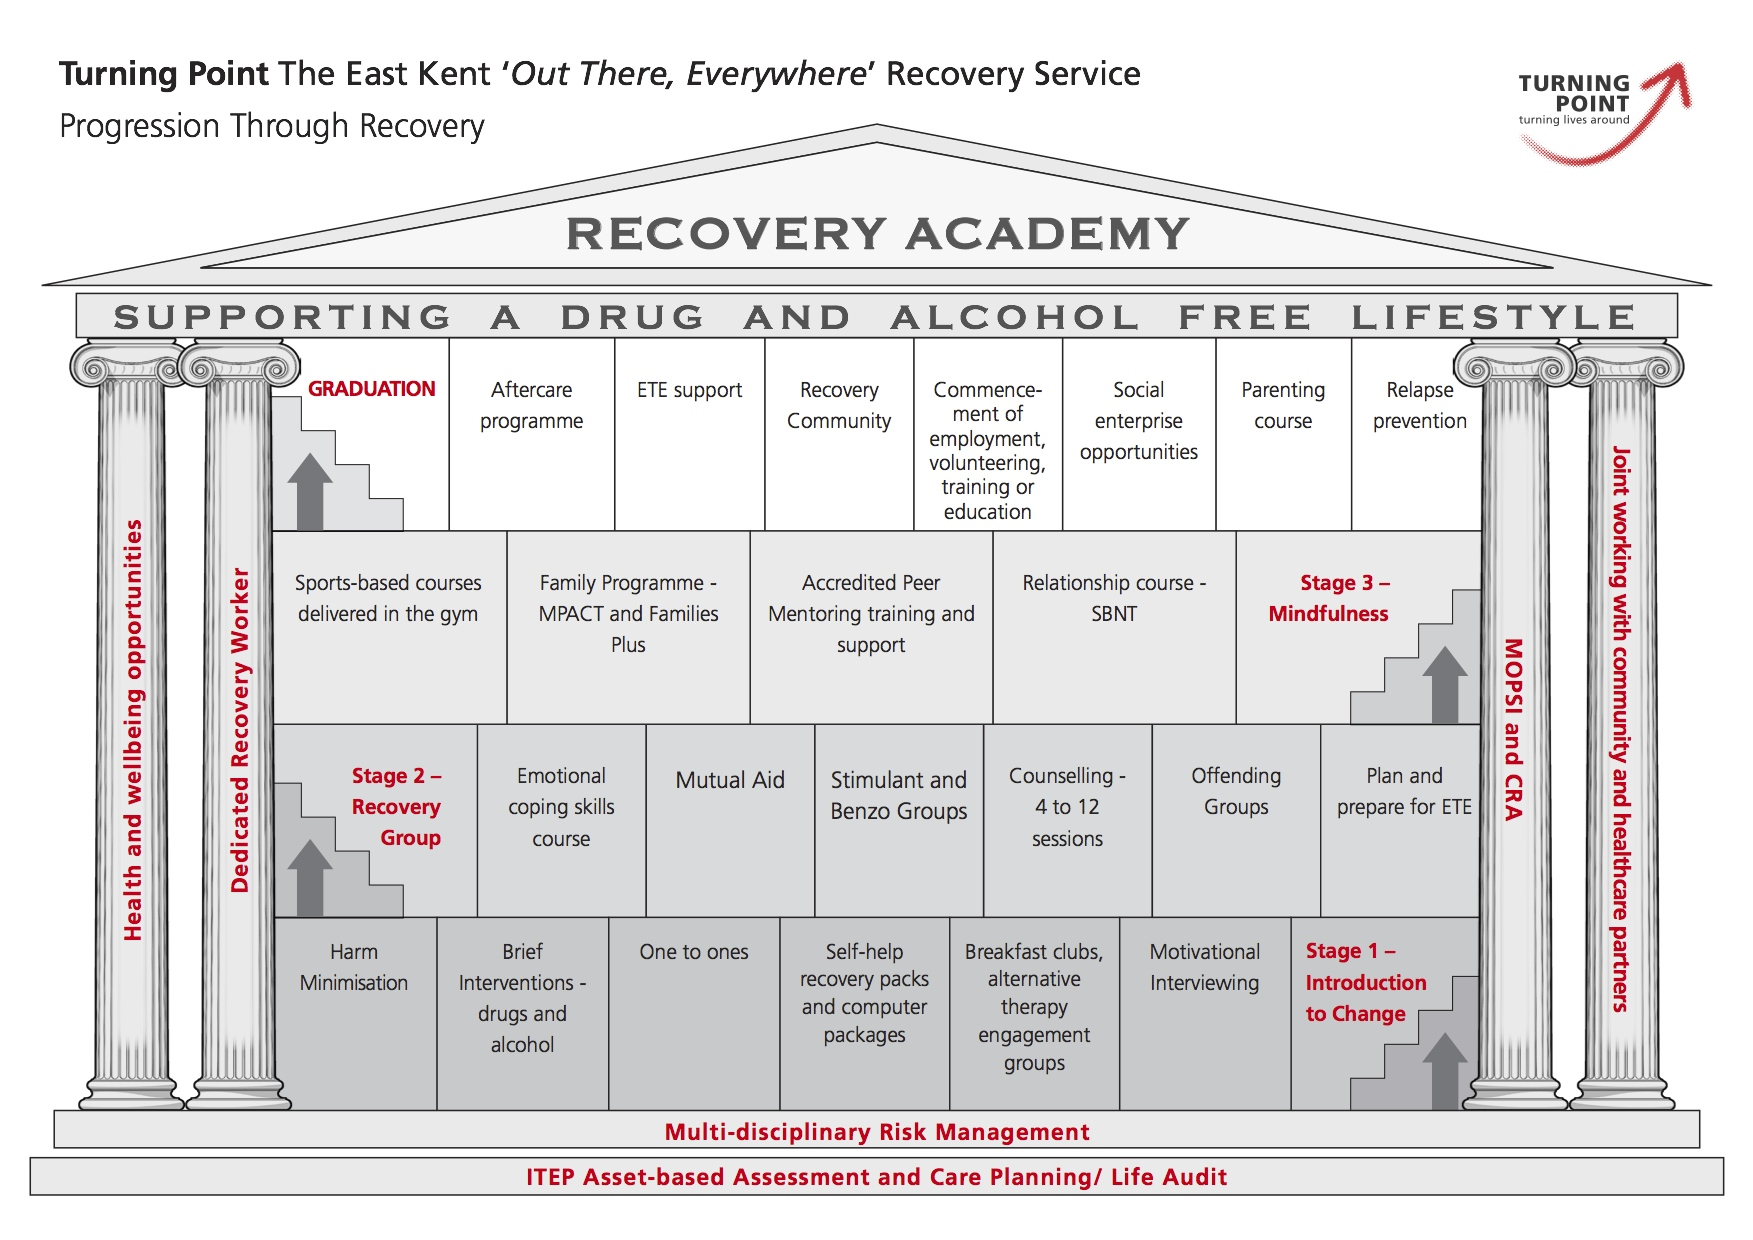 Turning Point The East Kent ‘Out There, Everywhere’ Recovery Service
Progression Through Recovery
TURNING
POINT
turning lives around
RECOVERY ACADEMY
SUPPORTING A DRUG AND ALCOHOL FREE LIFESTYLE
Health and wellbeing opportunities
Dedicated Recovery Worker
GRADUATION
Aftercare
programme
ETE support
Recovery
Community
Commence-
ment of
employment,
volunteering,
training or
education
Social
enterprise
opportunities
Parenting
course
Relapse
prevention
Sports-based courses
delivered in the gym
Family Programme -
MPACT and Families
Plus
Accredited Peer
Mentoring training and
support
Relationship course -
SBNT
Stage 3 –
Mindfulness
Stage 2 –
Recovery
Group
Emotional
coping skills
course
Mutual Aid
Stimulant and
Benzo Groups
Counselling -
4 to 12
sessions
Offending
Groups
Plan and
prepare for ETE
Harm
Minimisation
Brief
Interventions -
drugs and
alcohol
One to ones
Self-help
recovery packs
and computer
packages
Breakfast clubs,
alternative
therapy
engagement
groups
Motivational
Interviewing
Stage 1 –
Introduction
to Change
MOPSI and CRA
Joint working with community and healthcare partners
Multi-disciplinary Risk Management
ITEP Asset-based Assessment and Care Planning/ Life Audit